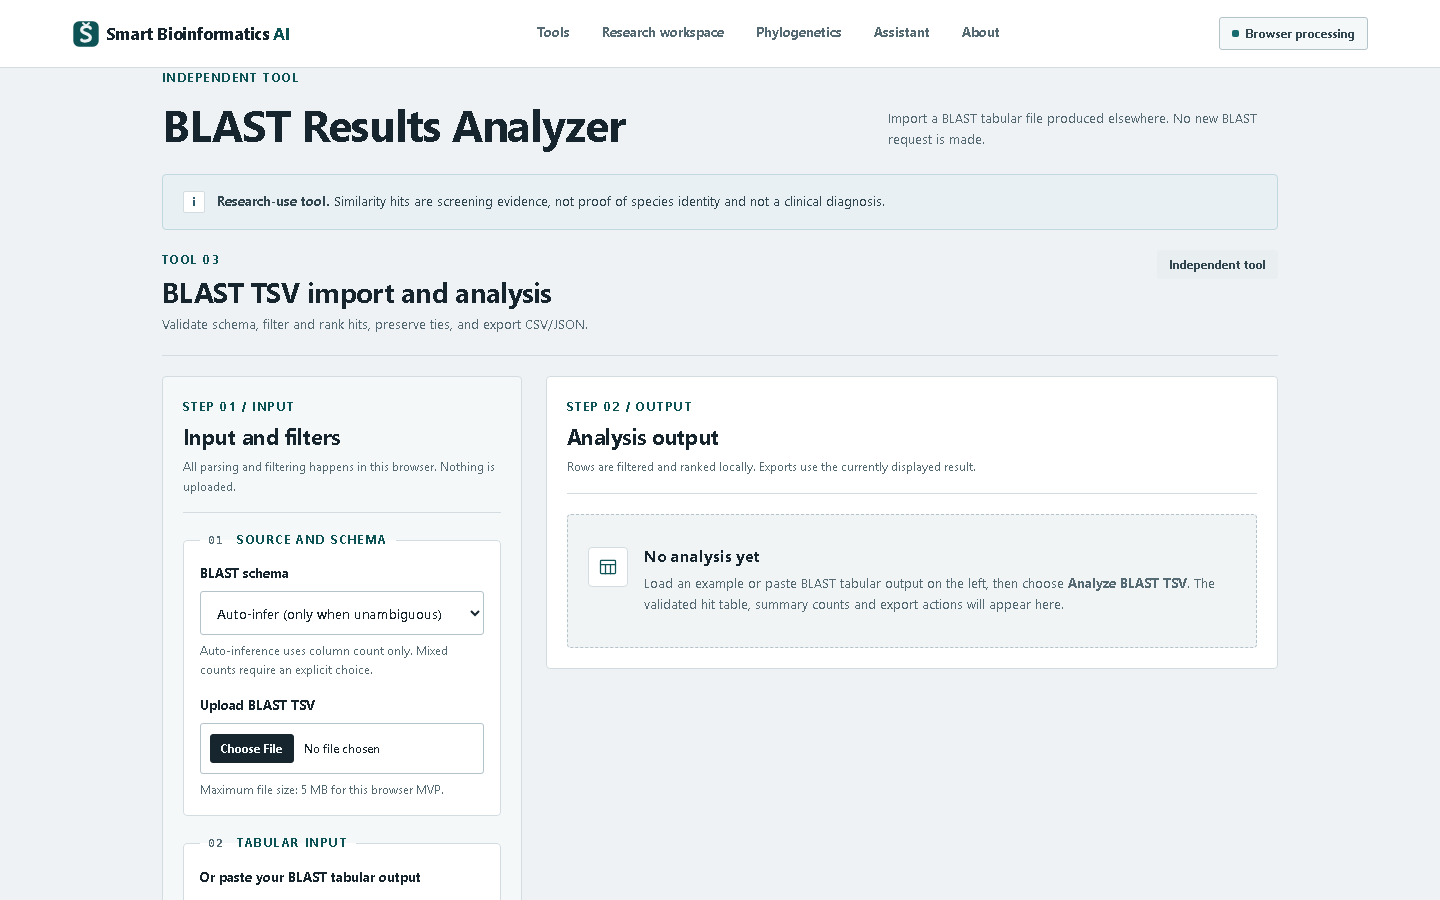 Š Smart Bioinformatics AI
Tools
Research workspace
Phylogenetics
Assistant
About
Browser processing
INDEPENDENT TOOL
BLAST Results Analyzer
Import a BLAST tabular file produced elsewhere. No new BLAST
request is made.
i Research-use tool. Similarity hits are screening evidence, not proof of species identity and not a clinical diagnosis.
TOOL 03
BLAST TSV import and analysis
Validate schema, filter and rank hits, preserve ties, and export CSV/JSON.
Independent tool
STEP 01 / INPUT
Input and filters
All parsing and filtering happens in this browser. Nothing is
uploaded.
01 SOURCE AND SCHEMA
BLAST schema
Auto-infer (only when unambiguous)
Auto-inference uses column count only. Mixed
counts require an explicit choice.
Upload BLAST TSV
Choose File No file chosen
Maximum file size: 5 MB for this browser MVP.
02 TABULAR INPUT
Or paste your BLAST tabular output
STEP 02 / OUTPUT
Analysis output
Rows are filtered and ranked locally. Exports use the currently displayed result.
No analysis yet
Load an example or paste BLAST tabular output on the left, then choose Analyze BLAST TSV. The
validated hit table, summary counts and export actions will appear here.